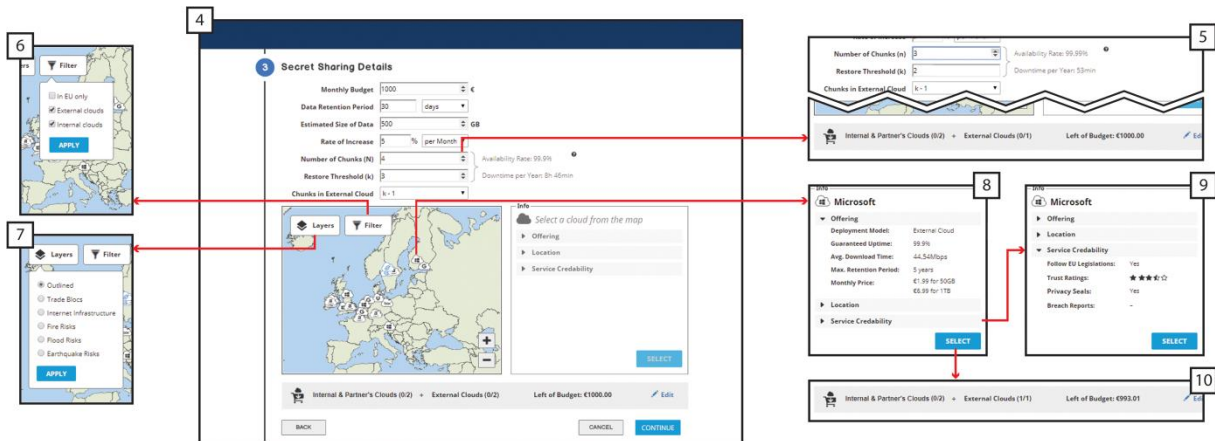 4
3 Secret Sharing Details
Monthly Budget 1000 €
Data Retention Period 30 days
Estimated Size of Data 500 GB
Rate of Increase 5 % per Month
Number of Chunks (N) 4 Availability Rate: 99.9%
Restore Threshold (k) 3 Downtime per Year: 8h 46min
Chunks in External Cloud k - 1
Layers Filter
Info
Select a cloud from the map
Offering
Location
Service Credability
+
−
SELECT
Internal & Partner's Clouds (0/2) + External Clouds (0/2) Left of Budget: €1000.00 Edit
BACK CANCEL CONTINUE
5
Number of Chunks (n) 3 Availability Rate: 99.99%
Restore Threshold (k) 2 Downtime per Year: 53min
Chunks in External Cloud k - 1
Internal & Partner's Clouds (0/2) + External Clouds (0/1) Left of Budget: €1000.00
6
Filter
In EU only
External clouds
Internal clouds
APPLY
7
Layers Filter
Outlined
Trade Blocs
Internet Infrastructure
Fire Risks
Flood Risks
Earthquake Risks
APPLY
8
Info
Microsoft
Offering
Deployment Model: External Cloud
Guaranteed Uptime: 99.9%
Avg. Download Time: 44,54Mbps
Max. Retention Period: 5 years
Monthly Price: €1.99 for 50GB
€6.99 for 1TB
Location
Service Credability
SELECT
9
Info
Microsoft
Offering
Location
Service Credability
Follow EU Legislations: Yes
Trust Ratings:
Privacy Seals: Yes
Breach Reports: -
SELECT
10
Internal & Partner's Clouds (0/2) + External Clouds (1/1) Left of Budget: €993.01